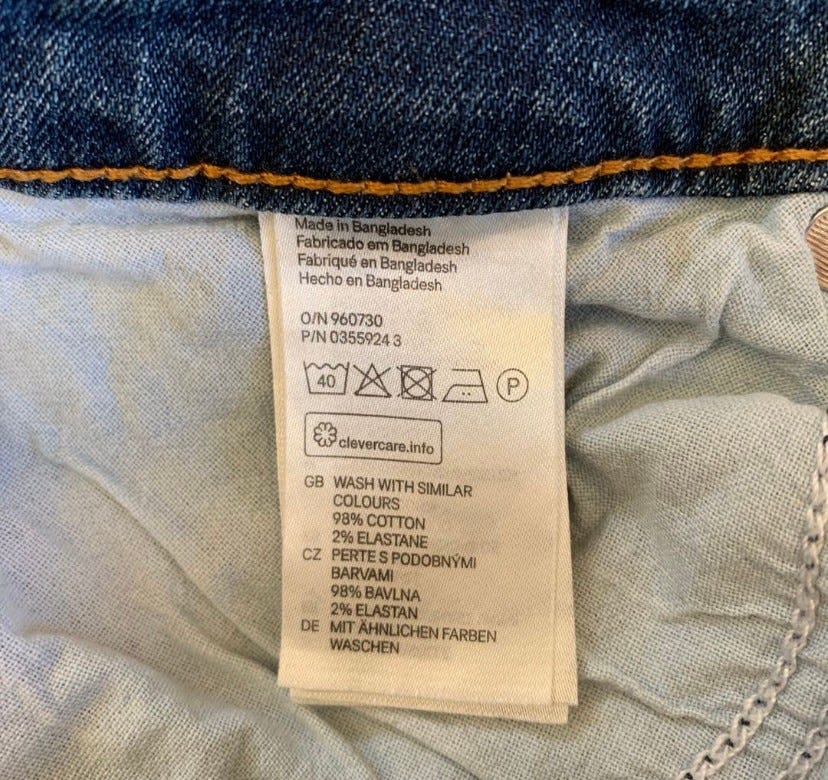 Made in Bangladesh
Fabricado em Bangladesh
Fabriqué en Bangladesh
Hecho en Bangladesh
O/N 960730
P/N 0355924 3
40 P
clevercare.info
GB WASH WITH SIMILAR
COLOURS
98% COTTON
2% ELASTANE
CZ PERTE S PODOBNÝMI
BARVAMI
98% BAVLNA
2% ELASTAN
DE MIT ÄHNLICHEN FARBEN
WASCHEN